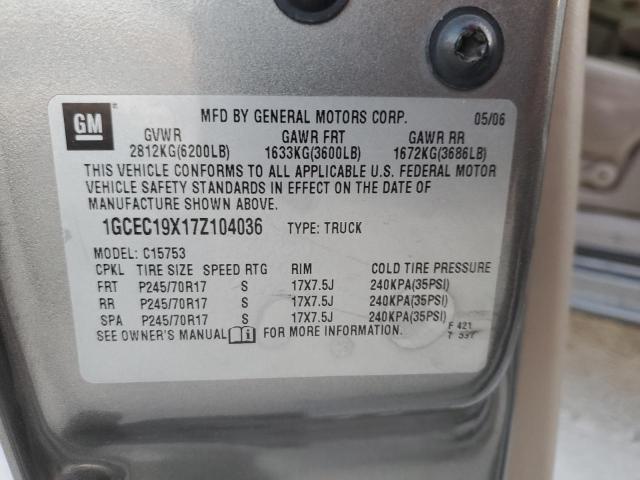 GM
MFD BY GENERAL MOTORS CORP. 05/06
GVWR GAWR FRT GAWR RR
2812KG(6200LB) 1633KG(3600LB) 1672KG(3686LB)
THIS VEHICLE CONFORMS TO ALL APPLICABLE U.S. FEDERAL MOTOR
VEHICLE SAFETY STANDARDS IN EFFECT ON THE DATE OF
MANUFACTURE SHOWN ABOVE.
1GCEC19X17Z104036 TYPE: TRUCK
MODEL: C15753
CPKL TIRE SIZE SPEED RTG RIM COLD TIRE PRESSURE
FRT P245/70R17 S 17X7.5J 240KPA(35PSI)
RR P245/70R17 S 17X7.5J 240KPA(35PSI)
SPA P245/70R17 S 17X7.5J 240KPA(35PSI)
SEE OWNER'S MANUAL FOR MORE INFORMATION.
F 421